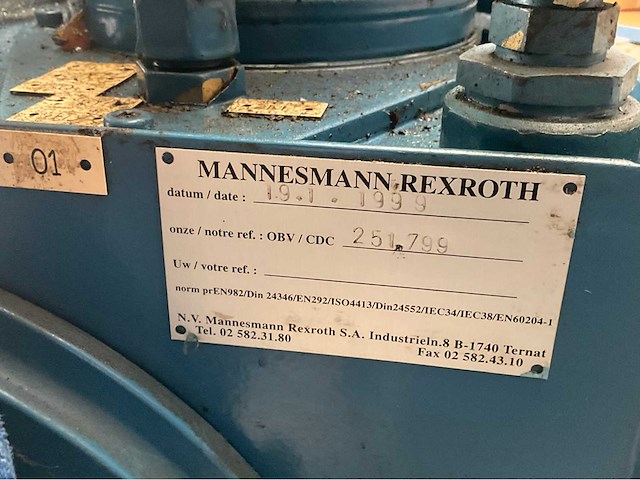 01
MANNESMANN REXROTH
datum / date : 19.1.1999
onze / notre ref. : OBV / CDC 251.799
Uw / votre ref. :
norm prEN982/Din 24346/EN292/ISO4413/Din24552/IEC34/IEC38/EN60204-1
N.V. Mannesmann Rexroth S.A. Industrieln.8 B-1740 Ternat
Tel. 02 582.31.80 Fax 02 582.43.10